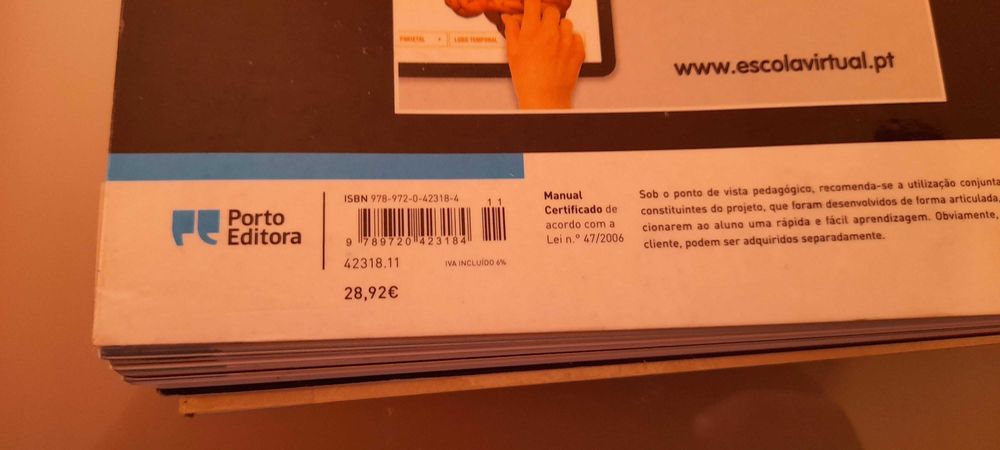 LOBO TEMPORAL
www.escolavirtual.pt
Porto
Editora
ISBN 978-972-0-42318-4
1 1
9 789720 423184
42318.11
IVA INCLUÍDO 6%
28,92€
Manual
Certificado de
acordo com a
Lei n.º 47/2006
Sob o ponto de vista pedagógico, recomenda-se a utilização conjunta
constituintes do projeto, que foram desenvolvidos de forma articulada,
cionarem ao aluno uma rápida e fácil aprendizagem. Obviamente,
cliente, podem ser adquiridos separadamente.